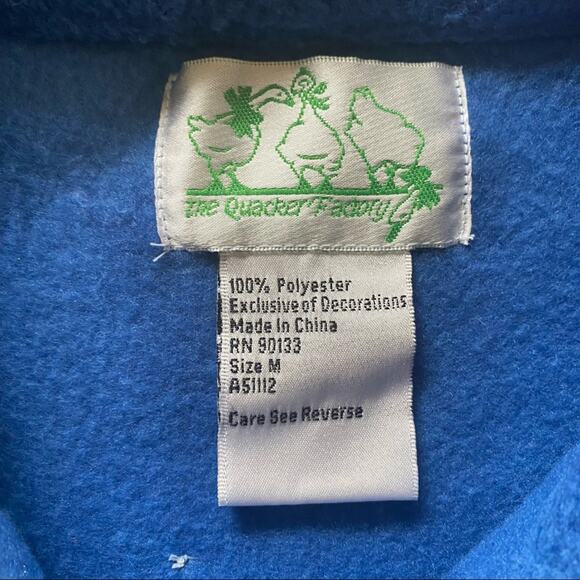 The Quacker Factory
100% Polyester
Exclusive of Decorations
Made In China
RN 90133
Size M
A51112
Care See Reverse